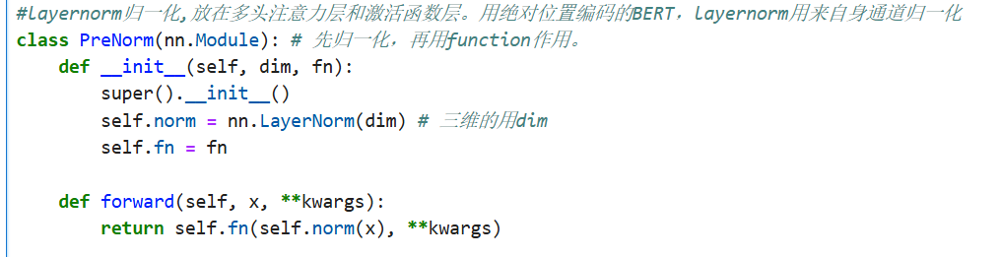 #layernorm归一化,放在多头注意力层和激活函数层。用绝对位置编码的BERT，layernorm用来自身通道归一化
class PreNorm(nn.Module): # 先归一化，再用function作用。
    def __init__(self, dim, fn):
        super().__init__()
        self.norm = nn.LayerNorm(dim) # 三维的用dim
        self.fn = fn
    def forward(self, x, **kwargs):
        return self.fn(self.norm(x), **kwargs)